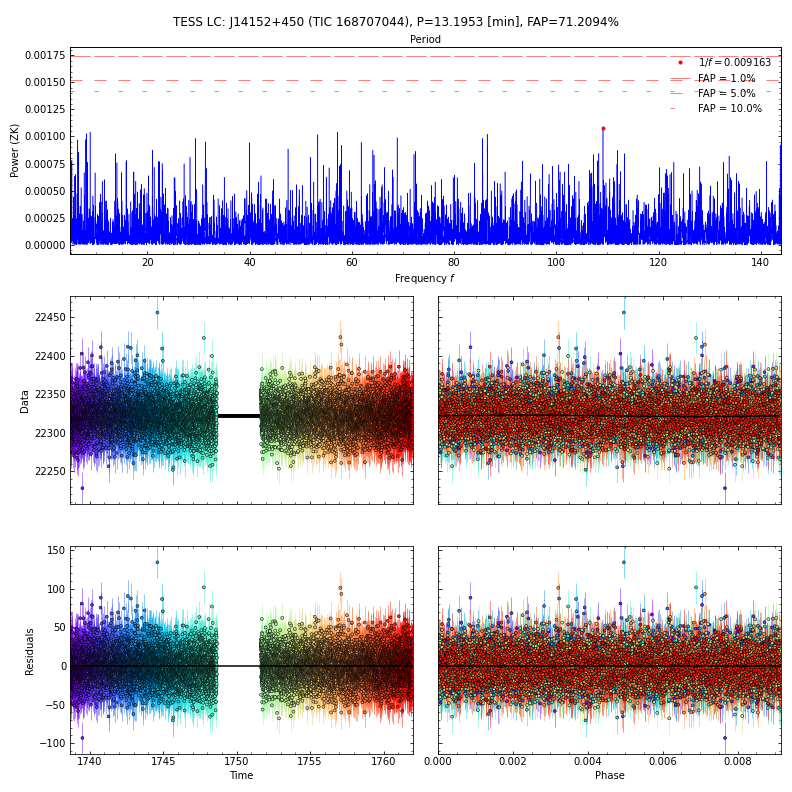 TESS LC: J14152+450 (TIC 168707044), P=13.1953 [min], FAP=71.2094%
Period
Power (ZK)
0.00175
0.00150
0.00125
0.00100
0.00075
0.00050
0.00025
0.00000
1/f = 0.009163
FAP = 1.0%
FAP = 5.0%
FAP = 10.0%
20 40 60 80 100 120 140
Frequency f
Data
22450
22400
22350
22300
22250
Residuals
150
100
50
0
−50
−100
1740 1745 1750 1755 1760
Time
0.000 0.002 0.004 0.006 0.008
Phase